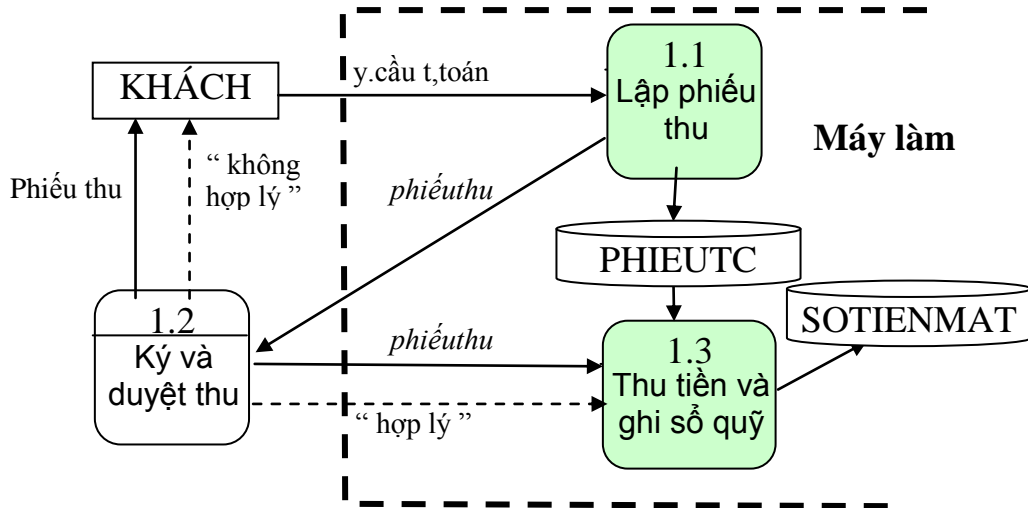 1.1
Lập phiếu
thu
y.cầu t,toán
KHÁCH
Máy làm
“ không
hợp lý ”
Phiếu thu
phiếuthu
PHIEUTC
SOTIENMAT
1.2
Ký và
duyệt thu
phiếuthu
1.3
Thu tiền và
ghi sổ quỹ
“ hợp lý ”